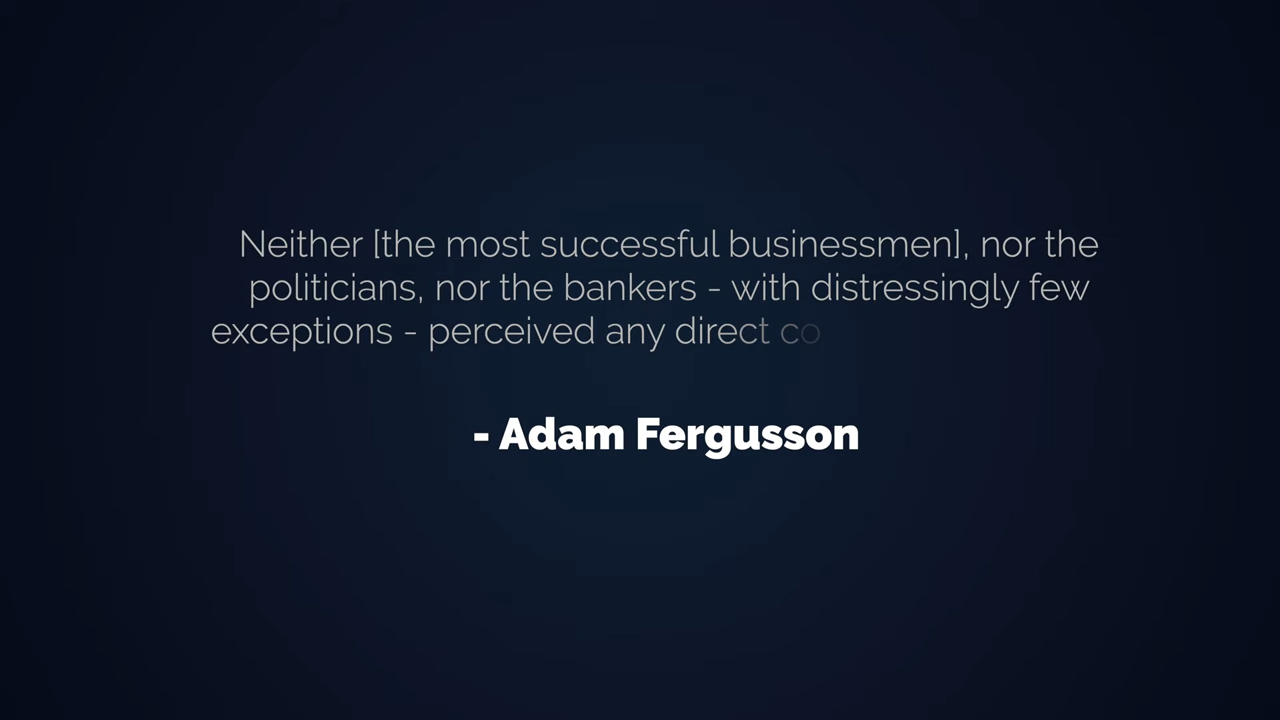 Neither [the most successful businessmen], nor the
politicians, nor the bankers - with distressingly few
exceptions - perceived any direct co
- Adam Fergusson